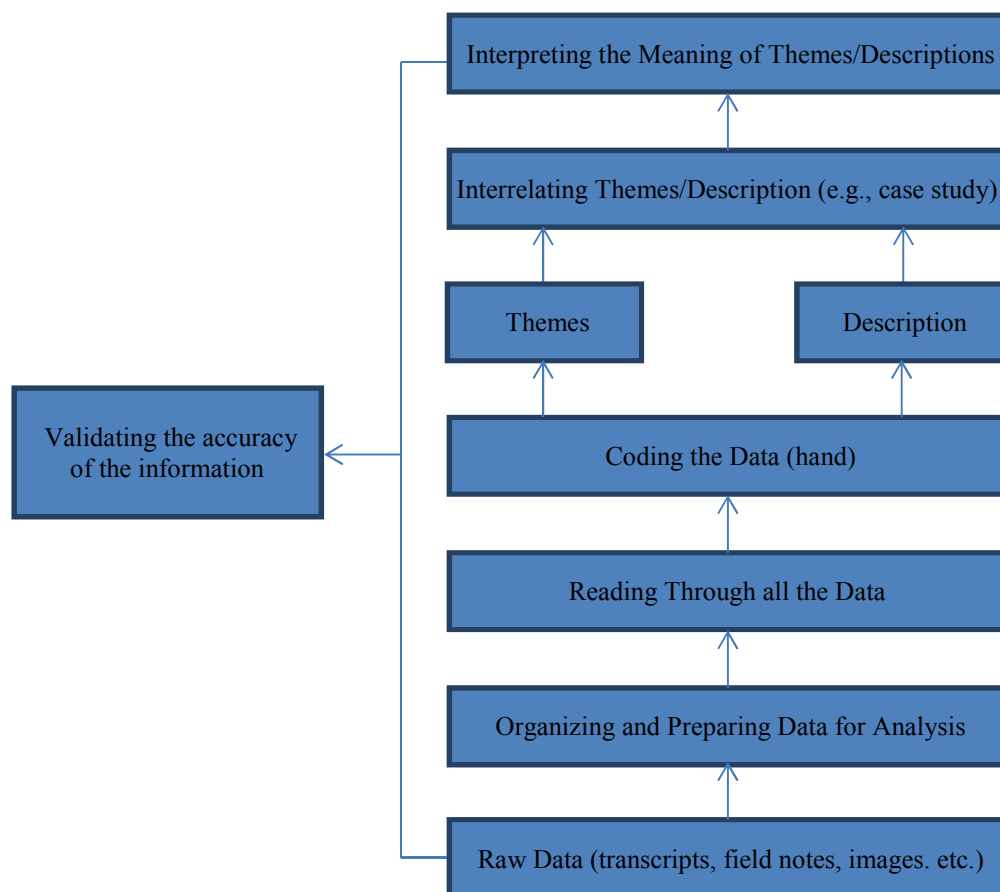 Interpreting the Meaning of Themes/Descriptions
Interrelating Themes/Description (e.g., case study)
Themes
Description
Validating the accuracy
of the information
Coding the Data (hand)
Reading Through all the Data
Organizing and Preparing Data for Analysis
Raw Data (transcripts, field notes, images. etc.)